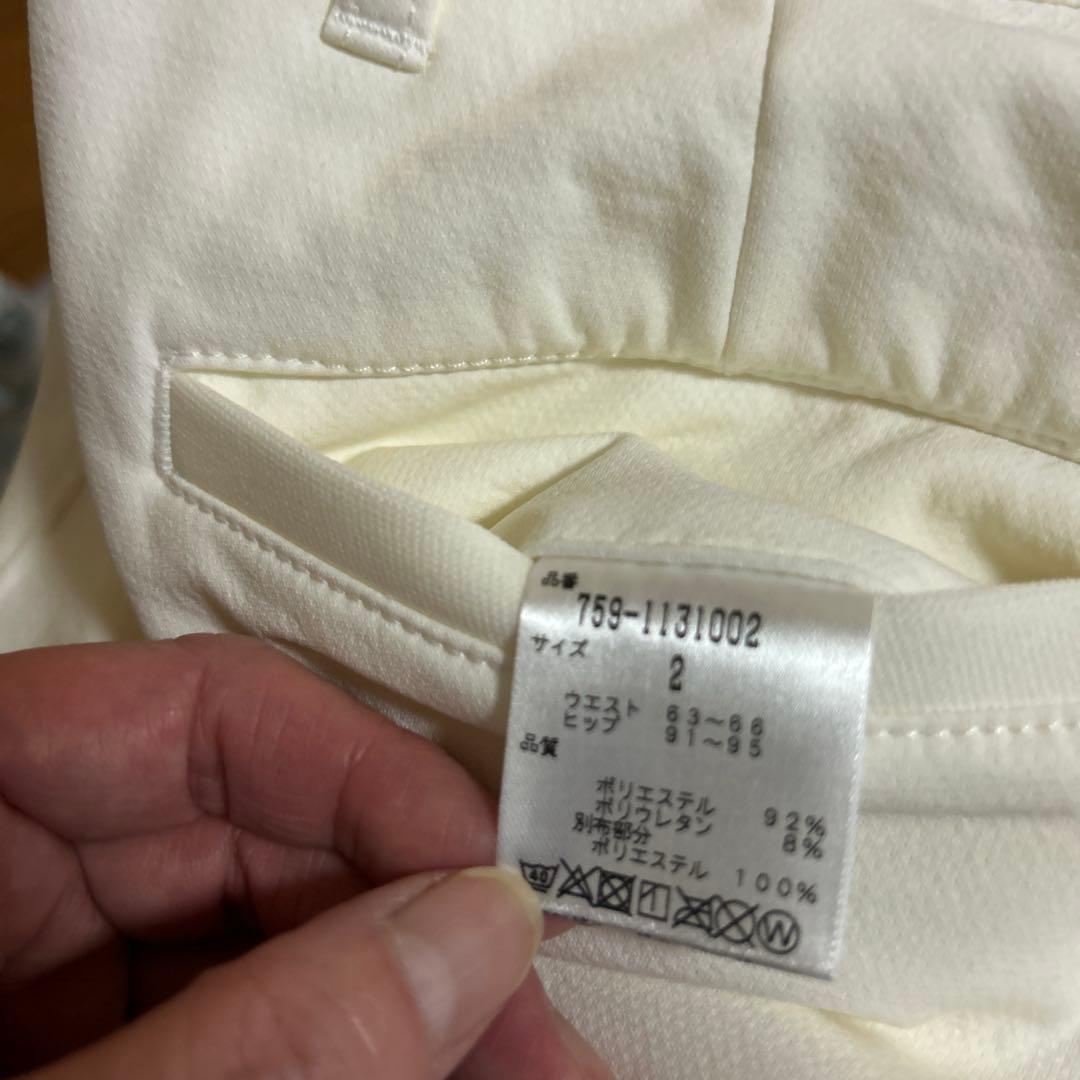 品番
759-1131002
サイズ
2
ウエスト 63~66
ヒップ 91~95
品質
ポリエステル 92%
ポリウレタン 8%
別布部分
ポリエステル 100%
40
W